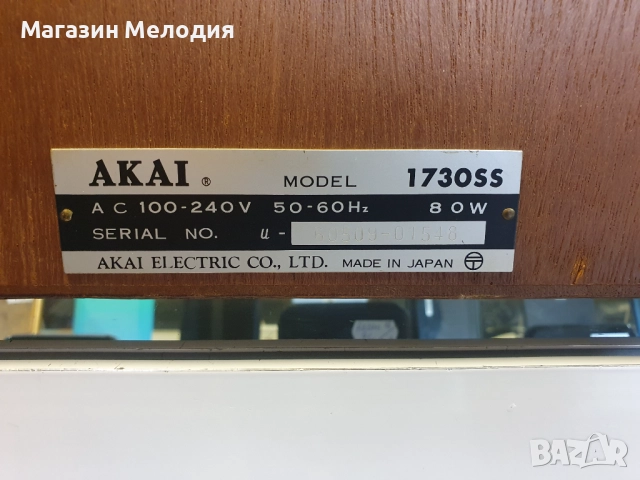 Магазин Мелодия
AKAI ® MODEL 1730SS
AC 100-240V 50-60Hz 80W
SERIAL NO. u-
AKAI ELECTRIC CO., LTD. MADE IN JAPAN
BAZAR